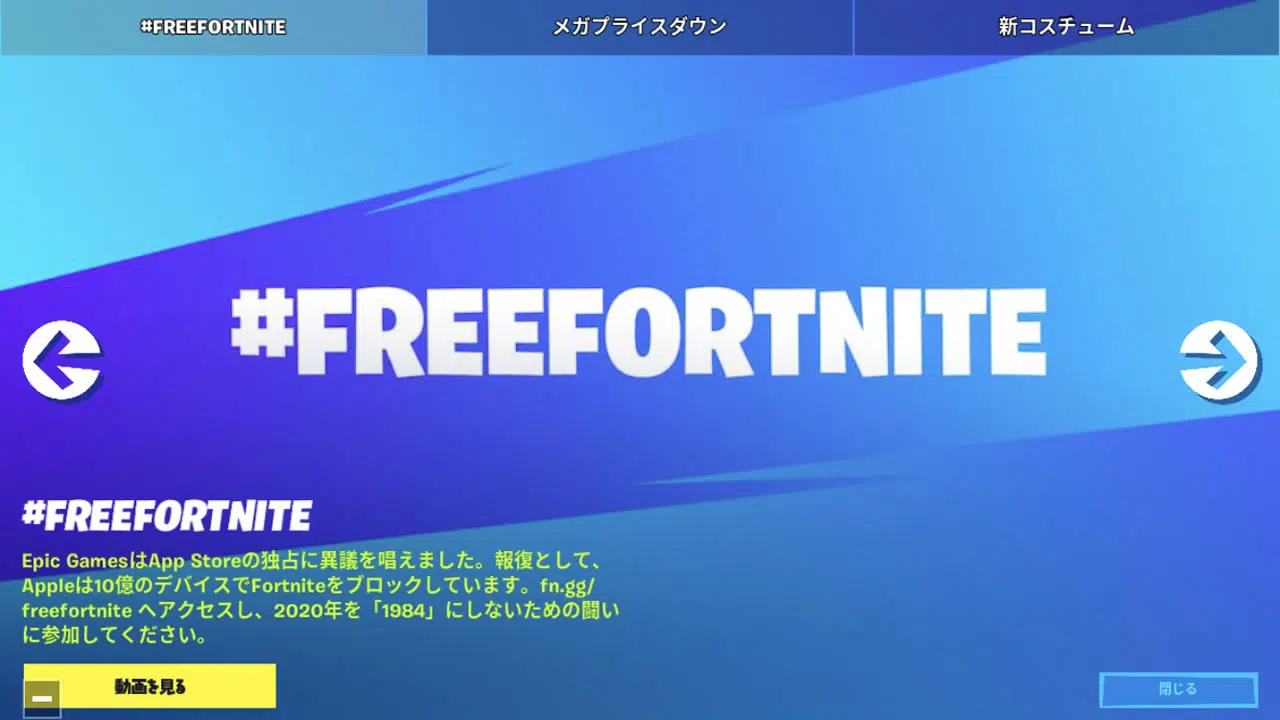 #FREEFORTNITE
メガプライスダウン
新コスチューム
#FREEFORTNITE
#FREEFORTNITE
Epic GamesはApp Storeの独占に異議を唱えました。報復として、
Appleは10億のデバイスでFortniteをブロックしています。fn.gg/
freefortnite へアクセスし、2020年を「1984」にしないための闘い
に参加してください。
動画を見る
閉じる